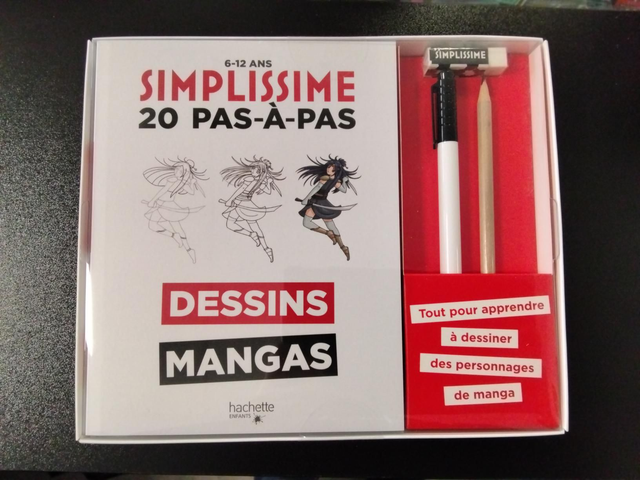 6-12 ANS
SIMPLISSIME
20 PAS-À-PAS
DESSINS
MANGAS
hachette
ENFANTS
SIMPLISSIME
Tout pour apprendre
à dessiner
des personnages
de manga